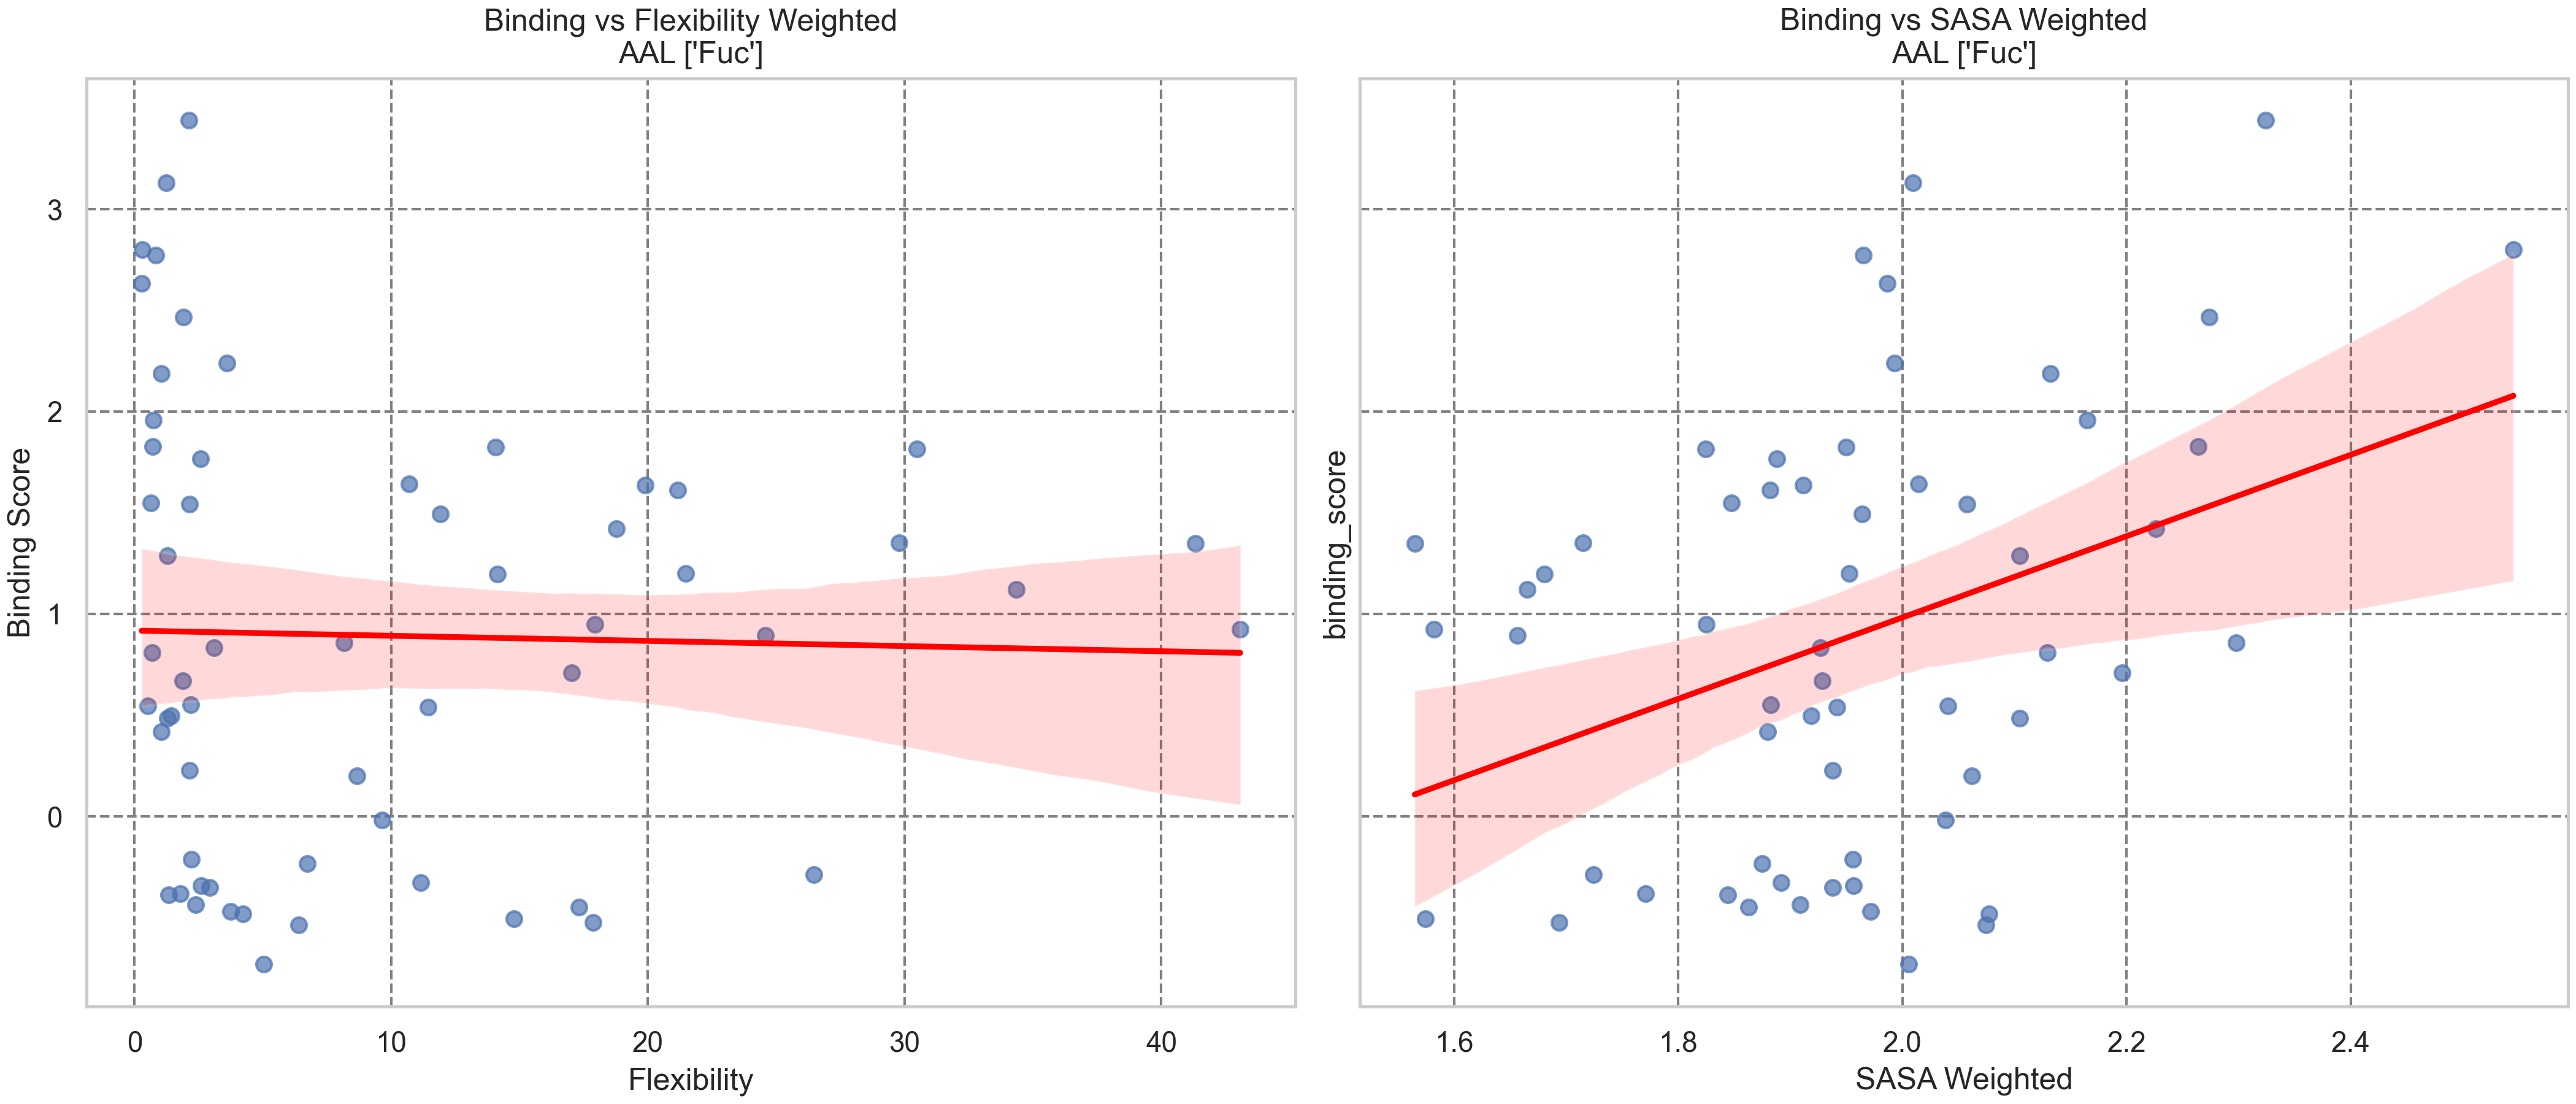 Binding vs Flexibility Weighted
AAL ['Fuc']
Binding Score
3
2
1
0
0 10 20 30 40
Flexibility
Binding vs SASA Weighted
AAL ['Fuc']
binding_score
1.6 1.8 2.0 2.2 2.4
SASA Weighted